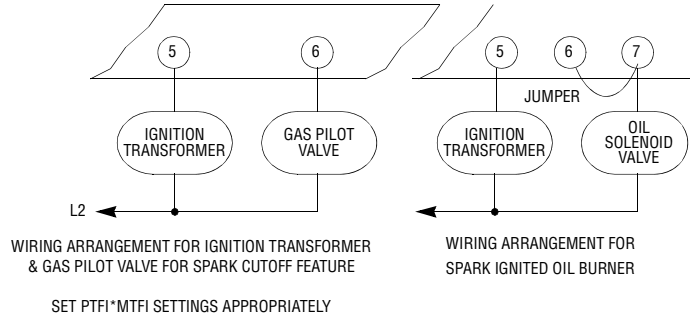 5
6
5
6
7
JUMPER
IGNITION
TRANSFORMER
GAS PILOT
VALVE
IGNITION
TRANSFORMER
OIL
SOLENOID
VALVE
L2
WIRING ARRANGEMENT FOR IGNITION TRANSFORMER
& GAS PILOT VALVE FOR SPARK CUTOFF FEATURE
SET PTFI*MTFI SETTINGS APPROPRIATELY
WIRING ARRANGEMENT FOR
SPARK IGNITED OIL BURNER